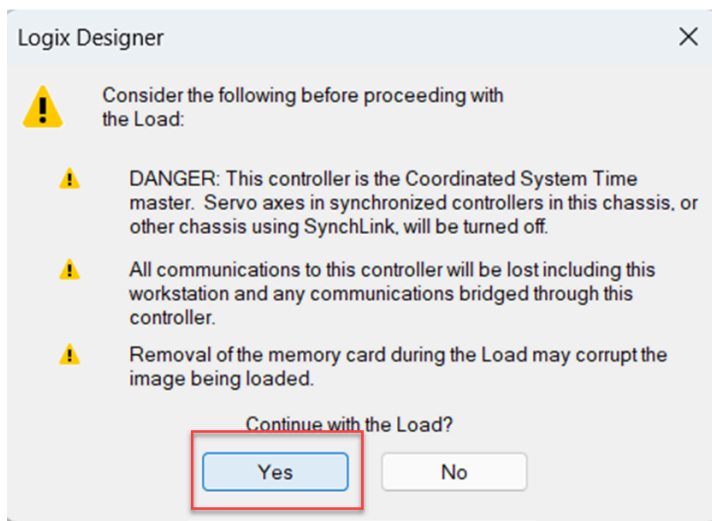 Logix Designer
Consider the following before proceeding with
the Load:
DANGER: This controller is the Coordinated System Time
master. Servo axes in synchronized controllers in this chassis, or
other chassis using SynchLink, will be turned off.
All communications to this controller will be lost including this
workstation and any communications bridged through this
controller.
Removal of the memory card during the Load may corrupt the
image being loaded.
Continue with the Load?
Yes No